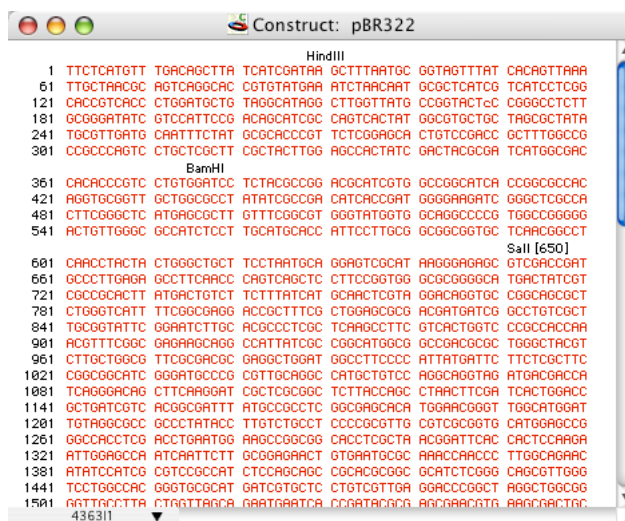 Construct: pBR322
HindIII
1 TTCTCATGTT TGACAGCTTA TCATCGATAA GCTTTAATGC GGTAGTTTAT CACAGTTAAA
61 TTGCTAACGC AGTCAGGCAC CGTGTATGAA ATCTAACAAT GCGCTCATCG TCATCCTCGG
121 CACCGTCACC CTGGATGCTG TAGGCATAGG CTTGGTTATG CCGGTACTcC CGGGCCTCTT
181 GCGGGATATC GTCCATTCCG ACAGCATCGC CAGTCACTAT GGCGTGCTGC TAGCGCTATA
241 TGCGTTGATG CAATTTCTAT GCGCACCCGT TCTCGGAGCA CTGTCCGACC GCTTTGGCCG
301 CCGCCCAGTC CTGCTCGCTT CGCTACTTGG AGCCACTATC GACTACGCGA TCATGGCGAC
BamHI
361 CACACCCGTC CTGTGGATCC TCTACGCCGG ACGCATCGTG GCCGGCATCA CCGGCGCCAC
421 AGGTGCGGTT GCTGGCGCCT ATATCGCCGA CATCACCGAT GGGGAAGATC GGGCTCGCCA
481 CTTCGGGCTC ATGAGCGCTT GTTTCGGCGT GGGTATGGTG GCAGGCCCCG TGGCCGGGGG
541 ACTGTTGGGC GCCATCTCCT TGCATGCACC ATTCCTTGCG GCGGCGGTGC TCAACGGCCT
SalI [650]
601 CAACCTACTA CTGGGCTGCT TCCTAATGCA GGAGTCGCAT AAGGGAGAGC GTCGACCGAT
661 GCCCTTGAGA GCCTTCAACC CAGTCAGCTC CTTCCGGTGG GCGCGGGGCA TGACTATCGT
721 CGCCGCACTT ATGACTGTCT TCTTTATCAT GCAACTCGTA GGACAGGTGC CGGCAGCGCT
781 CTGGGTCATT TTCGGCGAGG ACCGCTTTCG CTGGAGCGCG ACGATGATCG GCCTGTCGCT
841 TGCGGTATTC GGAATCTTGC ACGCCCTCGC TCAAGCCTTC GTCACTGGTC CCGCCACCAA
901 ACGTTTCGGC GAGAAGCAGG CCATTATCGC CGGCATGGCG GCCGACGCGC TGGGCTACGT
961 CTTGCTGGCG TTCGCGACGC GAGGCTGGAT GGCCTTCCCC ATTATGATTC TTCTCGCTTC
1021 CGGCGGCATC GGGATGCCCG CGTTGCAGGC CATGCTGTCC AGGCAGGTAG ATGACGACCA
1081 TCAGGGACAG CTTCAAGGAT CGCTCGCGGC TCTTACCAGC CTAACTTCGA TCACTGGACC
1141 GCTGATCGTC ACGGCGATTT ATGCCGCCTC GGCGAGCACA TGGAACGGGT TGGCATGGAT
1201 TGTAGGCGCC GCCCTATACC TTGTCTGCCT CCCCGCGTTG CGTCGCGGTG CATGGAGCCG
1261 GGCCACCTCG ACCTGAATGG AAGCCGGCGG CACCTCGCTA ACGGATTCAC CACTCCAAGA
1321 ATTGGAGCCA ATCAATTCTT GCGGAGAACT GTGAATGCGC AAACCAACCC TTGGCAGAAC
1381 ATATCCATCG CGTCCGCCAT CTCCAGCAGC CGCACGCGGC GCATCTCGGG CAGCGTTGGG
1441 TCCTGGCCAC GGGTGCGCAT GATCGTGCTC CTGTCGTTGA GGACCCGGCT AGGCTGGCGG
1501 GGTTGCCTTA CTGGTTAGCA GAATGAATCA CCGATACGCG AGCGAACGTG AAGCGACTGC
4363|1